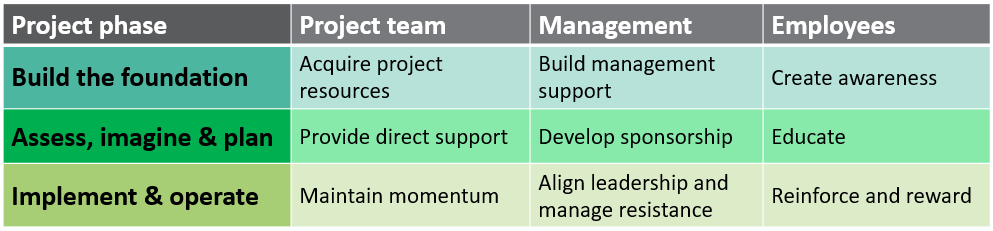 Project phase
Project team
Management
Employees
Build the foundation
Acquire project
resources
Build management
support
Create awareness
Assess, imagine & plan
Provide direct support
Develop sponsorship
Educate
Implement & operate
Maintain momentum
Align leadership and
manage resistance
Reinforce and reward